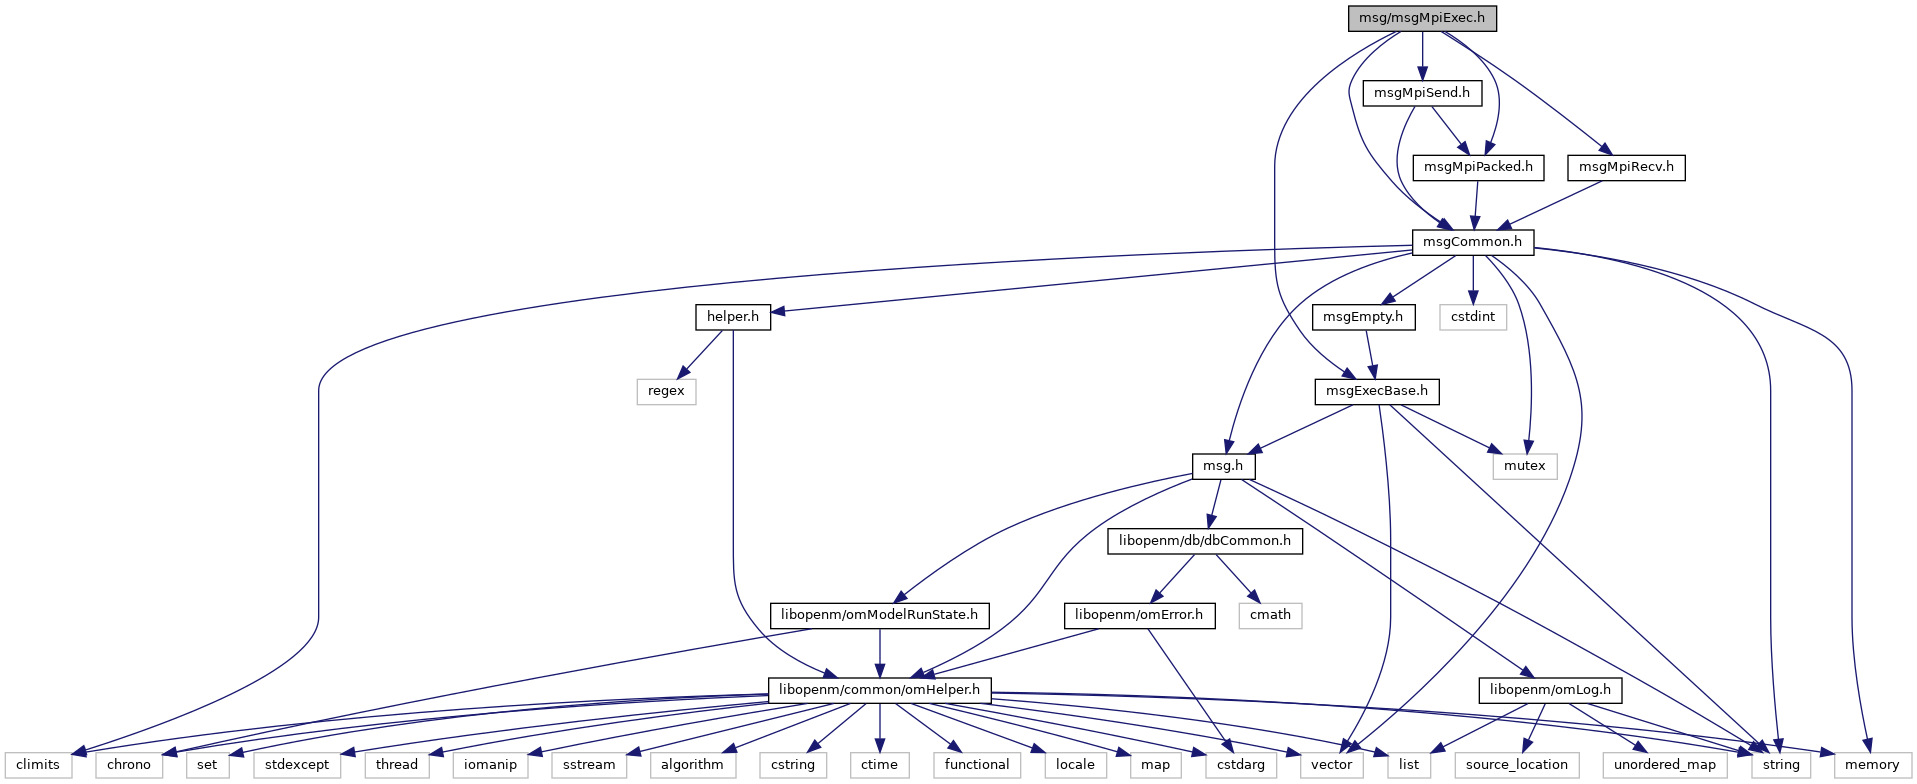 msg/msgMpiExec.h
msgMpiSend.h
msgMpiPacked.h
msgMpiRecv.h
msgCommon.h
helper.h
msgEmpty.h
cstdint
regex
msgExecBase.h
msg.h
mutex
libopenm/db/dbCommon.h
libopenm/omModelRunState.h
libopenm/omError.h
cmath
libopenm/common/omHelper.h
libopenm/omLog.h
climits
chrono
set
stdexcept
thread
iomanip
sstream
algorithm
cstring
ctime
functional
locale
map
cstdarg
vector
list
source_location
unordered_map
string
memory